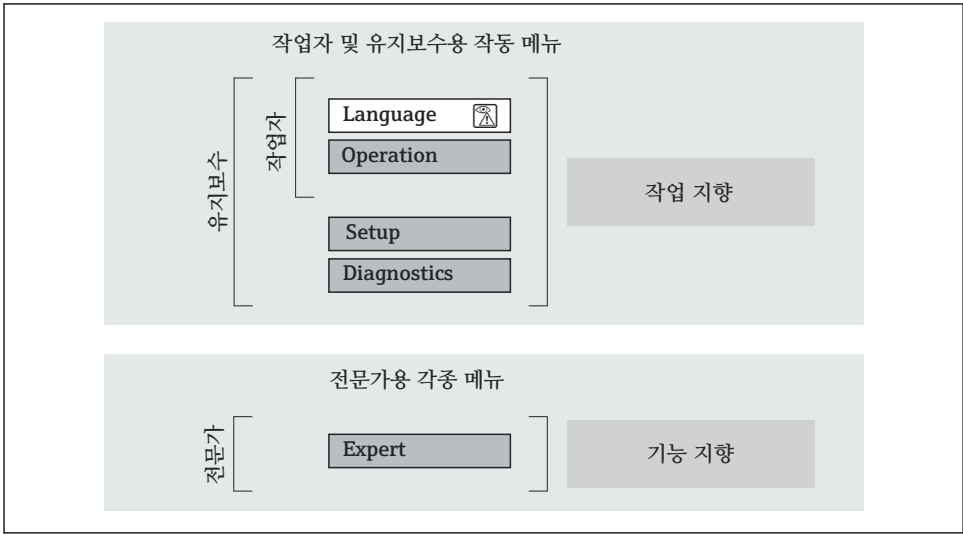 작업자 및 유지보수용 작동 메뉴
유지보수
작업자
Language
Operation
작업 지향
Setup
Diagnostics
전문가용 각종 메뉴
전문가
Expert
기능 지향